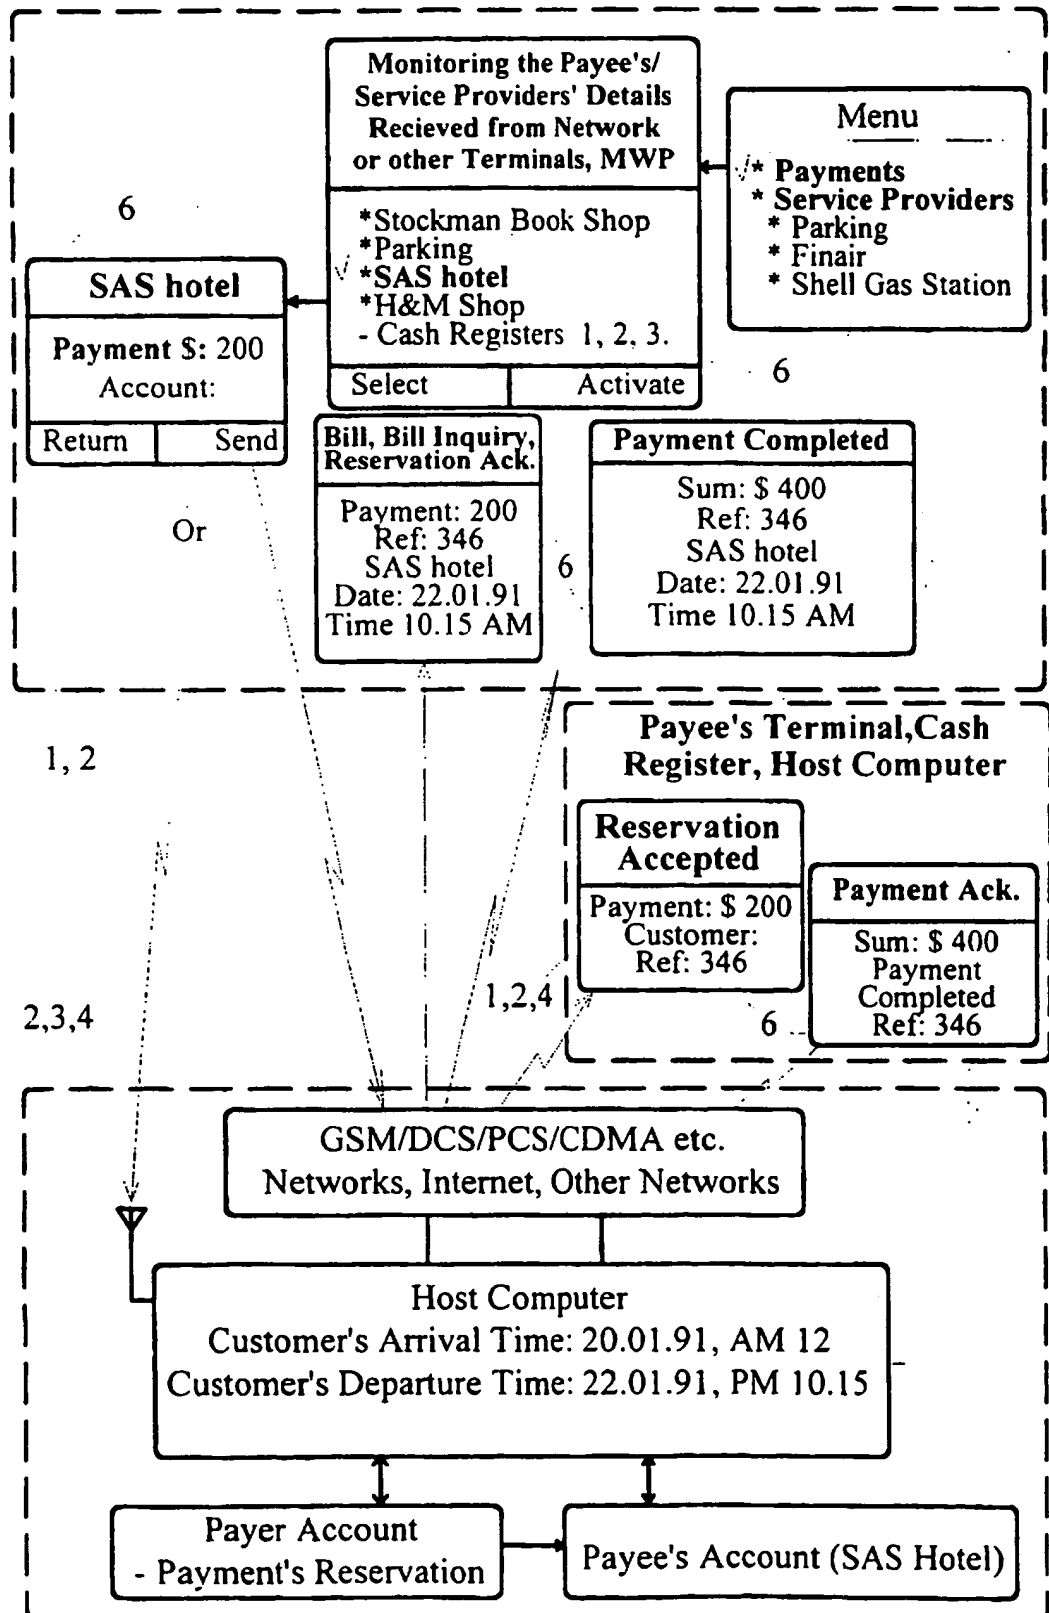 6
Monitoring the Payee's/
Service Providers' Details
Recieved from Network
or other Terminals, MWP
*Stockman Book Shop
*Parking
*SAS hotel
*H&M Shop
- Cash Registers 1, 2, 3.
Select Activate
Menu
* Payments
* Service Providers
* Parking
* Finair
* Shell Gas Station
6
SAS hotel
Payment $: 200
Account:
Return Send
Or
Bill, Bill Inquiry,
Reservation Ack.
Payment: 200
Ref: 346
SAS hotel
Date: 22.01.91
Time 10.15 AM
6
Payment Completed
Sum: $ 400
Ref: 346
SAS hotel
Date: 22.01.91
Time 10.15 AM
1, 2
Payee's Terminal,Cash
Register, Host Computer
Reservation
Accepted
Payment: $ 200
Customer:
Ref: 346
Payment Ack.
Sum: $ 400
Payment
Completed
Ref: 346
1,2,4
6
2,3,4
GSM/DCS/PCS/CDMA etc.
Networks, Internet, Other Networks
Host Computer
Customer's Arrival Time: 20.01.91, AM 12
Customer's Departure Time: 22.01.91, PM 10.15
Payer Account
- Payment's Reservation
Payee's Account (SAS Hotel)